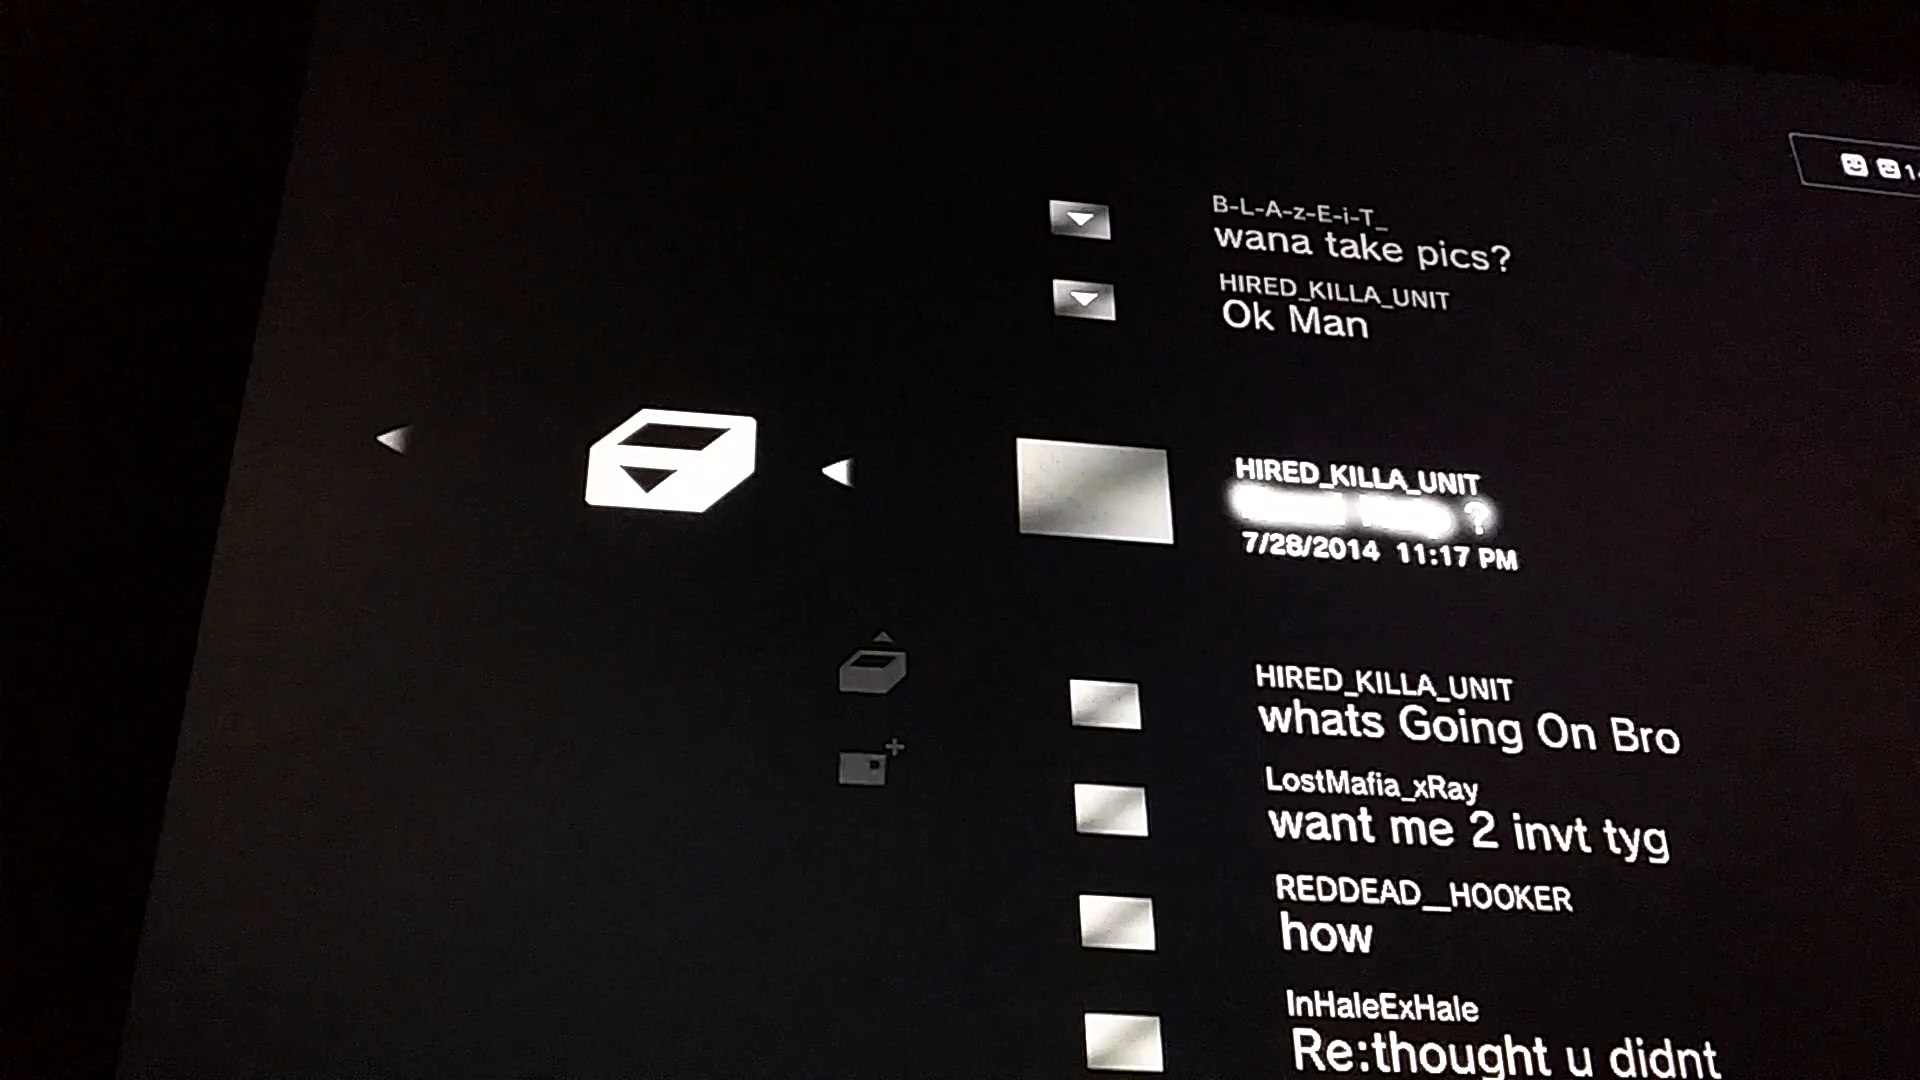 B-L-A-z-E-i-T_
wana take pics?
HIRED_KILLA_UNIT
Ok Man
HIRED_KILLA_UNIT
?
7/28/2014 11:17 PM
HIRED_KILLA_UNIT
whats Going On Bro
LostMafia_xRay
want me 2 invt tyg
REDDEAD__HOOKER
how
InHaleExHale
Re:thought u didnt